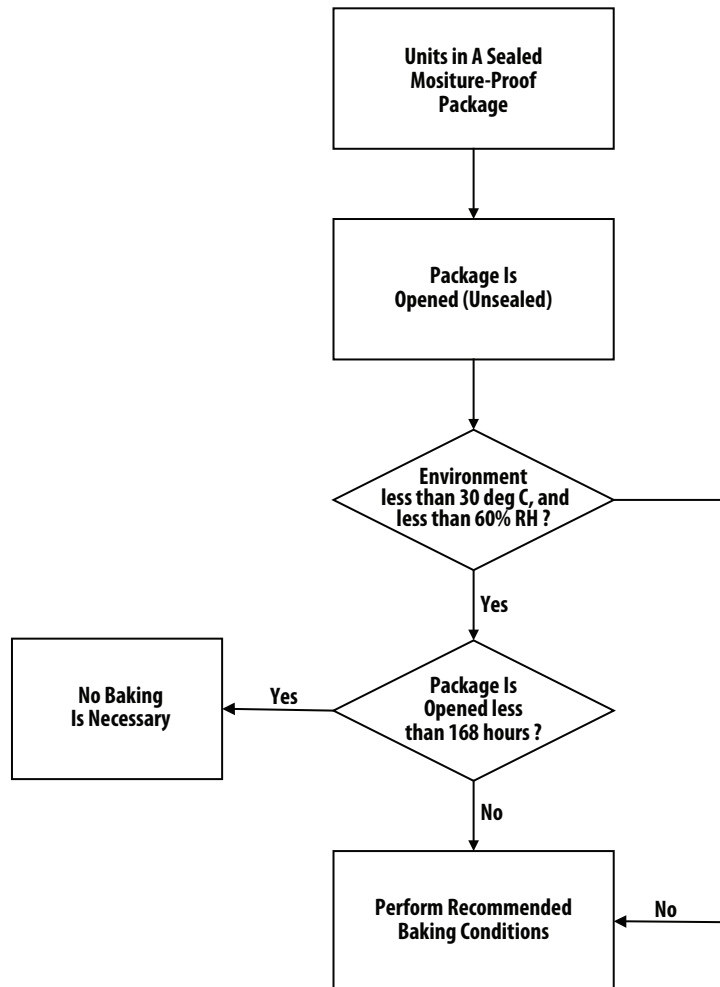 Units in A Sealed
Mositure-Proof
Package
Package Is
Opened (Unsealed)
Environment
less than 30 deg C, and
less than 60% RH ?
Yes
No Baking
Is Necessary
Yes
Package Is
Opened less
than 168 hours ?
No
Perform Recommended
Baking Conditions
No